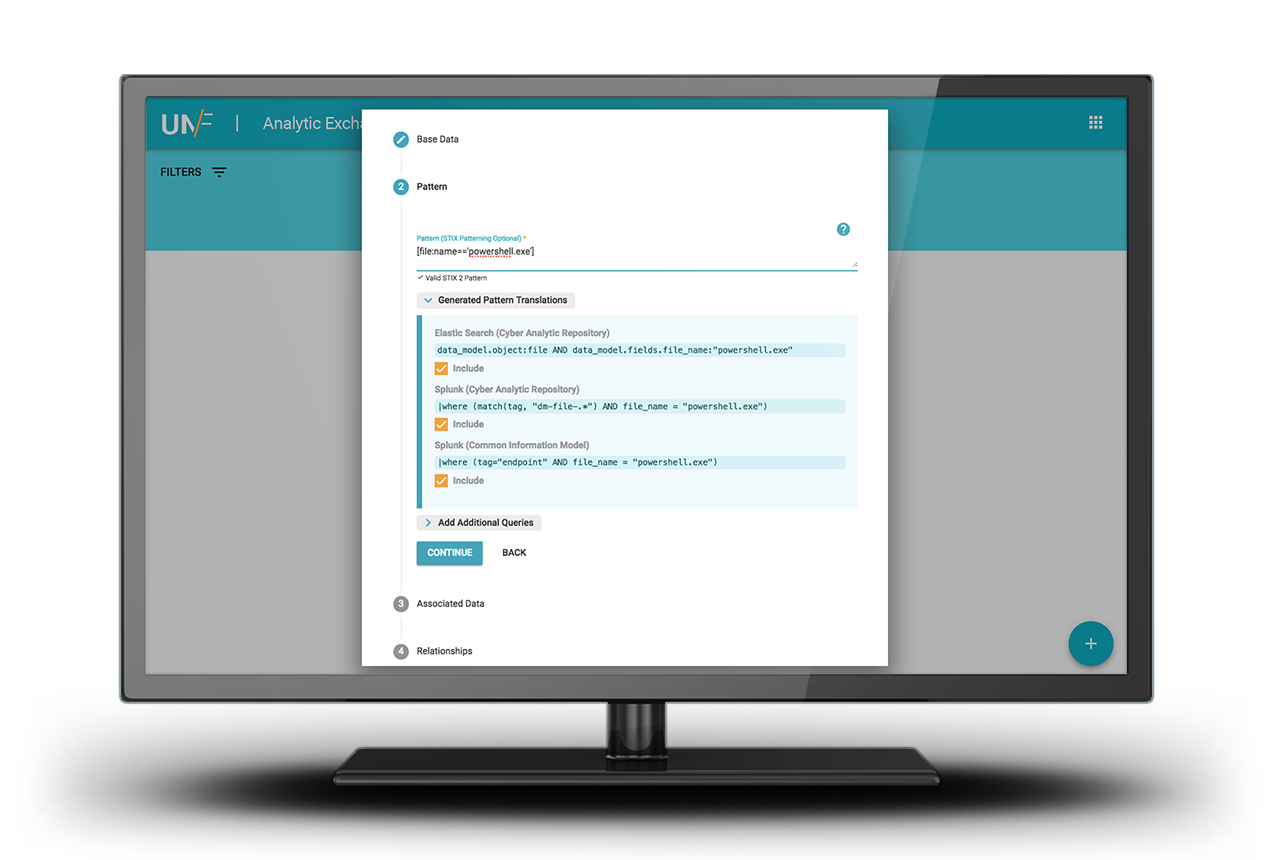 UNF | Analytic Excha
FILTERS
Base Data
2 Pattern
?
Pattern (STIX Patterning Optional) *
[file:name=='powershell.exe']
✓ Valid STIX 2 Pattern
Generated Pattern Translations
Elastic Search (Cyber Analytic Repository)
data_model.object:file AND data_model.fields.file_name:"powershell.exe"
Include
Splunk (Cyber Analytic Repository)
|where (match(tag, "dm-file-.*") AND file_name = "powershell.exe")
Include
Splunk (Common Information Model)
|where (tag="endpoint" AND file_name = "powershell.exe")
Include
Add Additional Queries
CONTINUE BACK
3 Associated Data
4 Relationships
+